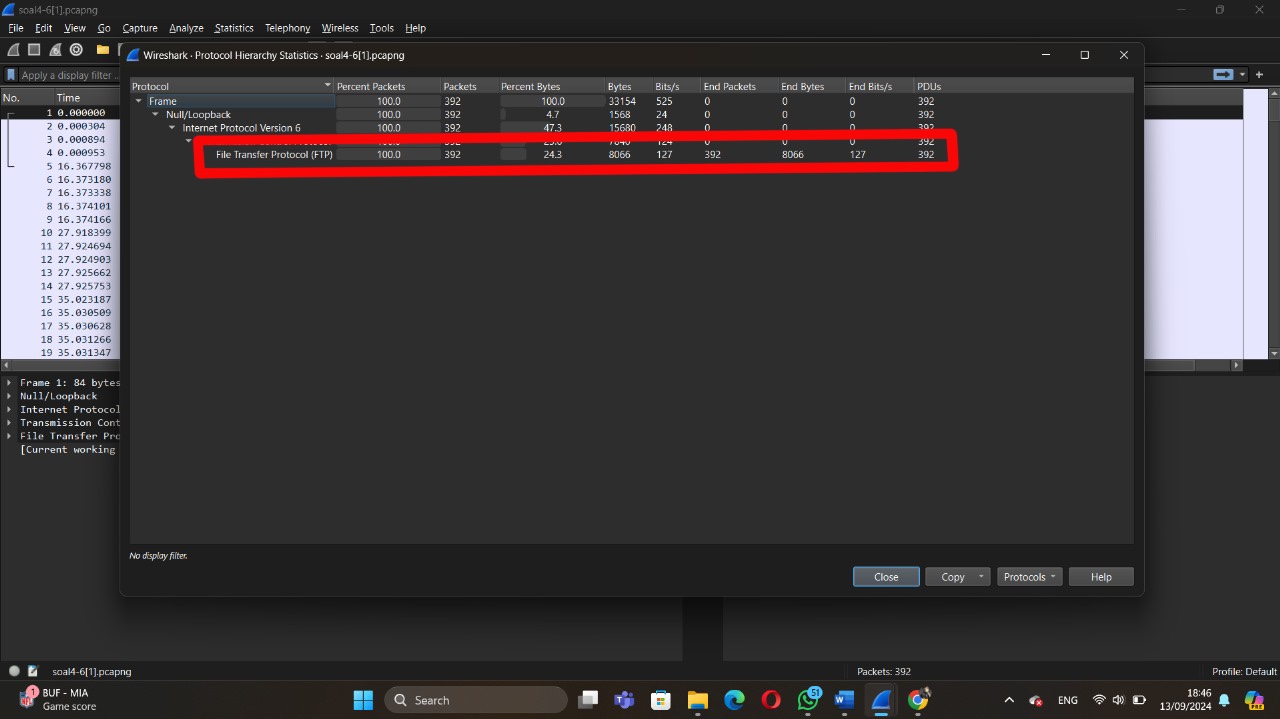 soal4-6[1].pcapng
File Edit View Go Capture Analyze Statistics Telephony Wireless Tools Help
Wireshark · Protocol Hierarchy Statistics · soal4-6[1].pcapng
Apply a display filter ...
No. Time
1 0.000000
2 0.000304
3 0.000894
4 0.000953
5 16.367798
6 16.373180
7 16.373338
8 16.374101
9 16.374166
10 27.918399
11 27.924694
12 27.924903
13 27.925662
14 27.925753
15 35.023187
16 35.030509
17 35.030628
18 35.031266
19 35.031347
Protocol Percent Packets Packets Percent Bytes Bytes Bits/s End Packets End Bytes End Bits/s PDUs
Frame 100.0 392 100.0 33154 525 0 0 0 392
Null/Loopback 100.0 392 4.7 1568 24 0 0 0 392
Internet Protocol Version 6 100.0 392 47.3 15680 248 0 0 0 392
File Transfer Protocol (FTP) 100.0 392 24.3 8066 127 392 8066 127 392
Frame 1: 84 bytes
Null/Loopback
Internet Protocol
Transmission Cont
File Transfer Pro
[Current working
No display filter.
Close Copy Protocols Help
soal4-6[1].pcapng
Packets: 392
Profile: Default
1
BUF - MIA
Game score
Search
51
ENG
18:46
13/09/2024
PRE